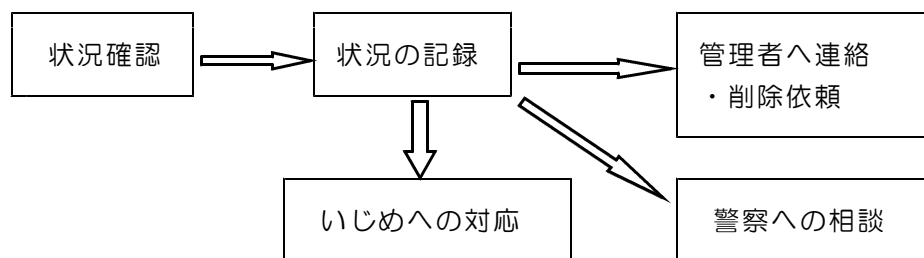 状況確認
状況の記録
管理者へ連絡
・削除依頼
いじめへの対応
警察への相談